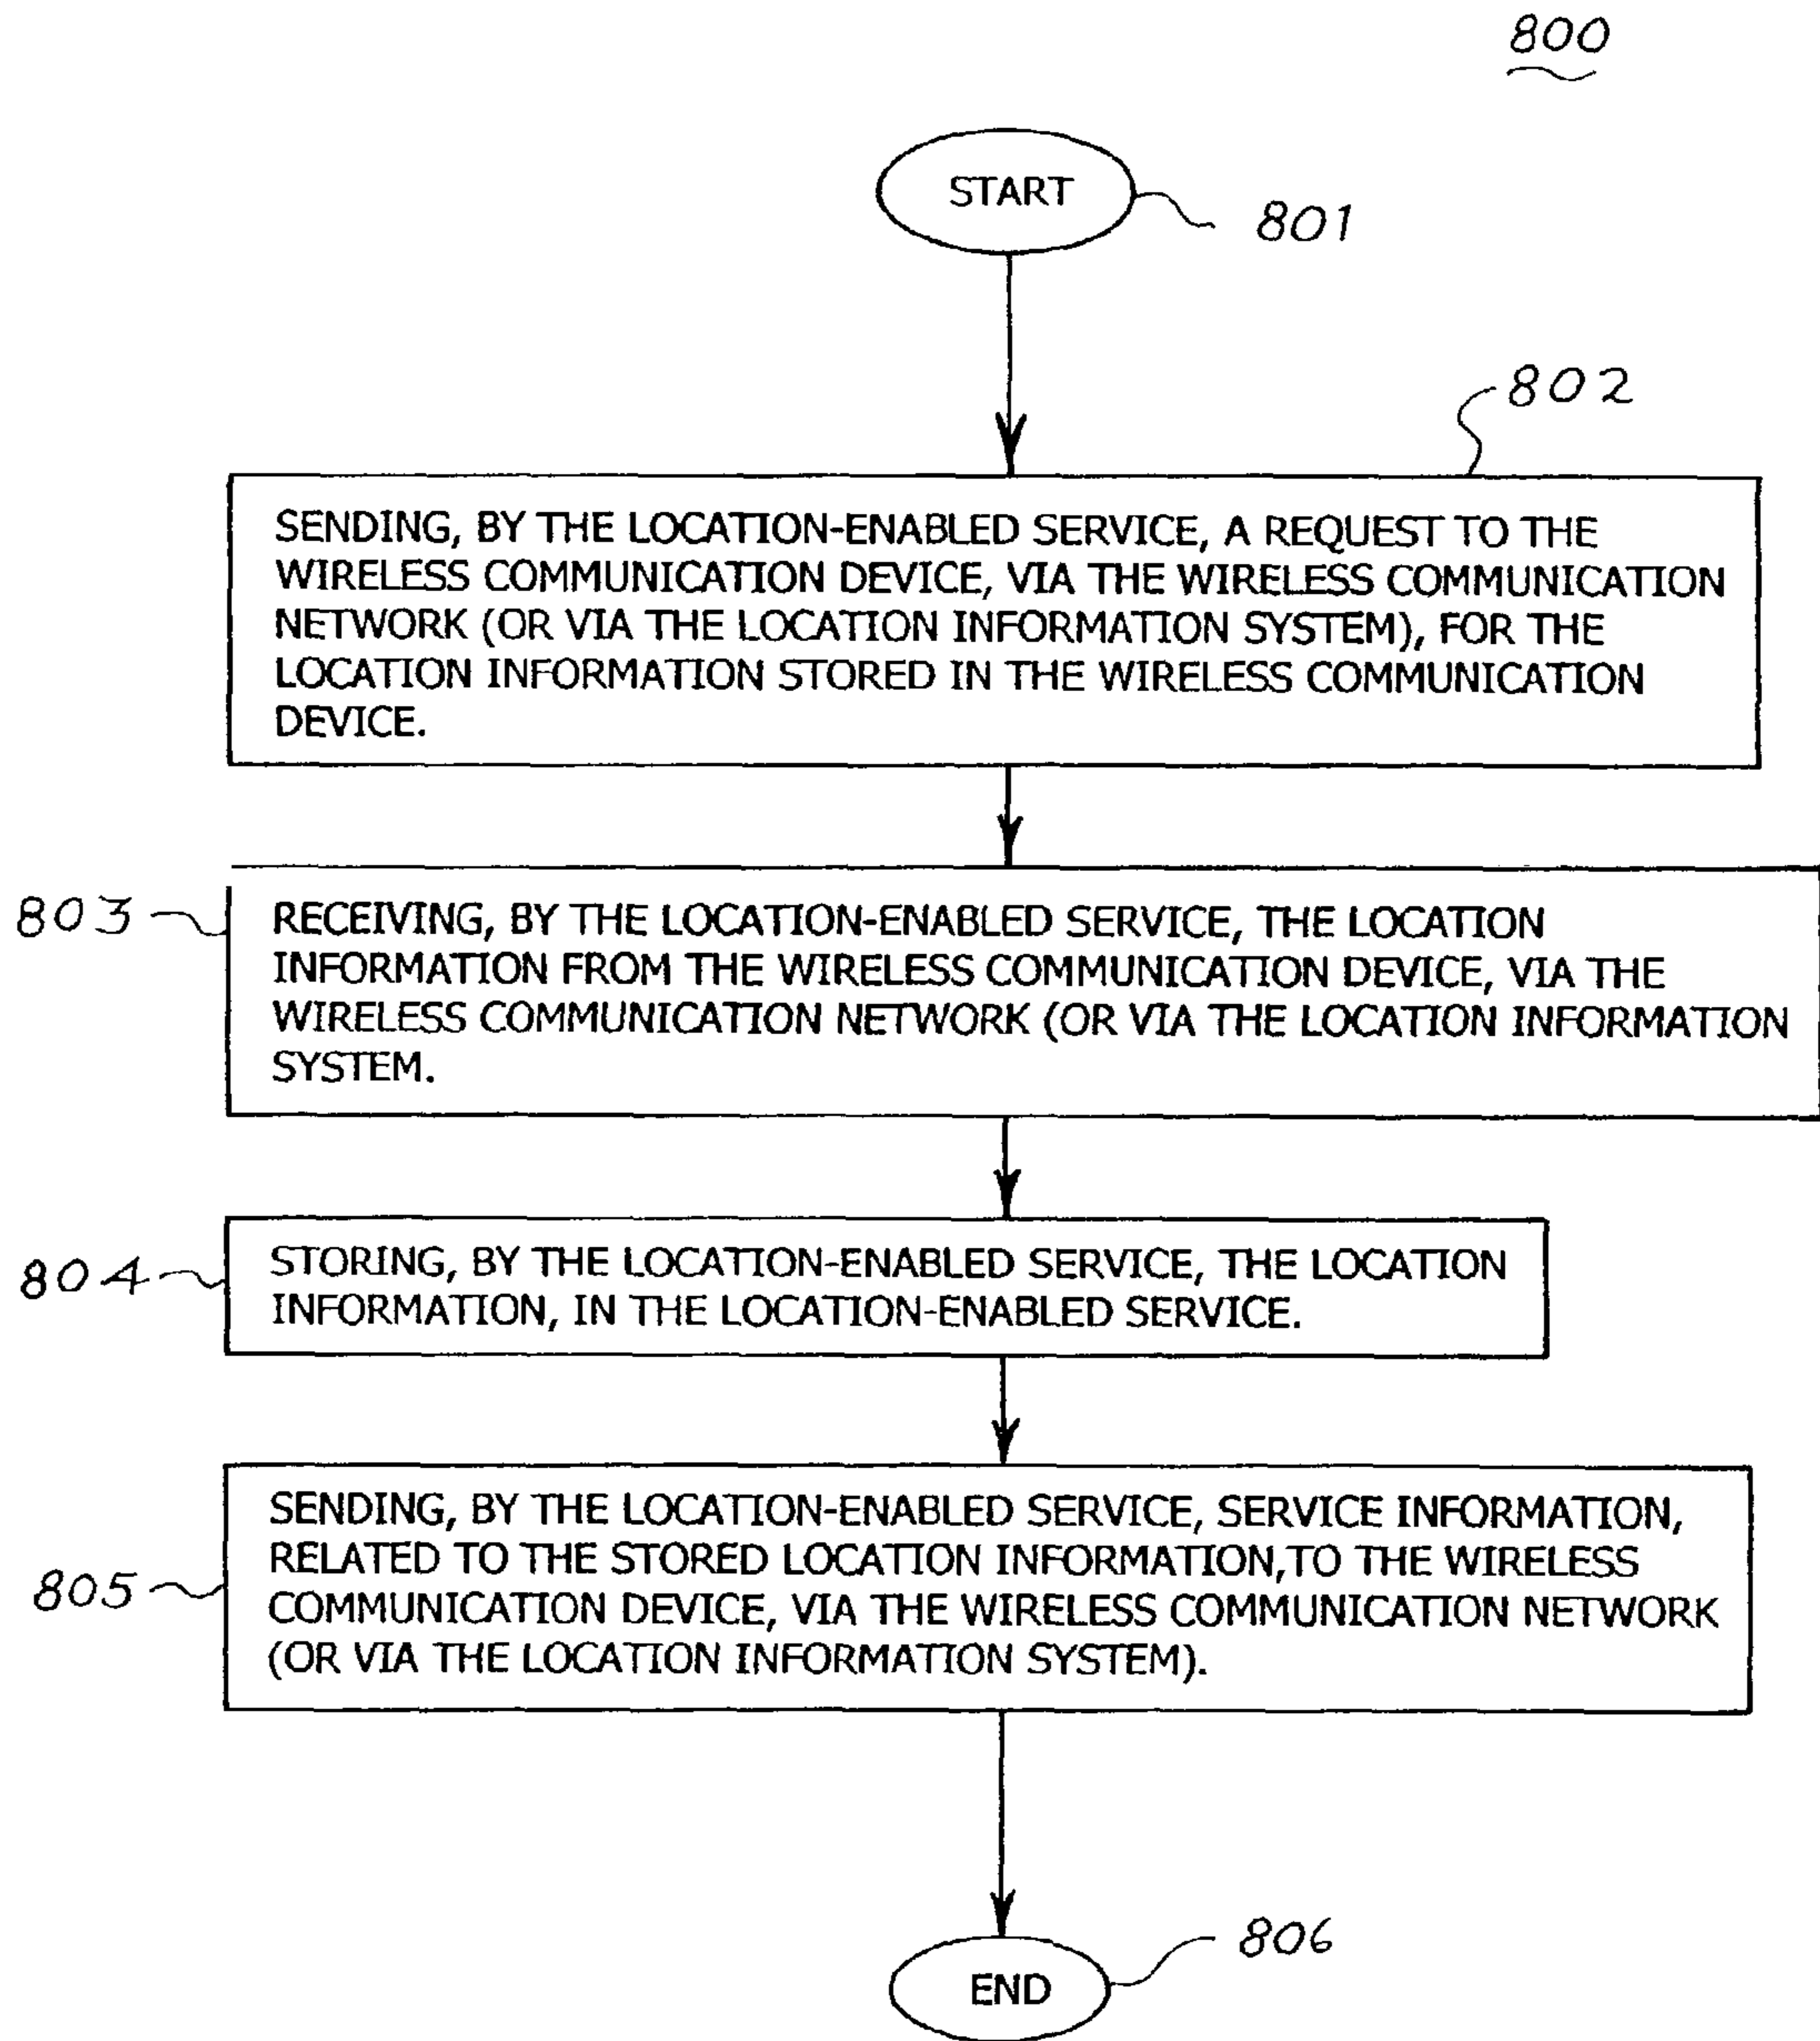 800
START
801
802
SENDING, BY THE LOCATION-ENABLED SERVICE, A REQUEST TO THE
WIRELESS COMMUNICATION DEVICE, VIA THE WIRELESS COMMUNICATION
NETWORK (OR VIA THE LOCATION INFORMATION SYSTEM), FOR THE
LOCATION INFORMATION STORED IN THE WIRELESS COMMUNICATION
DEVICE.
803
RECEIVING, BY THE LOCATION-ENABLED SERVICE, THE LOCATION
INFORMATION FROM THE WIRELESS COMMUNICATION DEVICE, VIA THE
WIRELESS COMMUNICATION NETWORK (OR VIA THE LOCATION INFORMATION
SYSTEM.
804
STORING, BY THE LOCATION-ENABLED SERVICE, THE LOCATION
INFORMATION, IN THE LOCATION-ENABLED SERVICE.
805
SENDING, BY THE LOCATION-ENABLED SERVICE, SERVICE INFORMATION,
RELATED TO THE STORED LOCATION INFORMATION,TO THE WIRELESS
COMMUNICATION DEVICE, VIA THE WIRELESS COMMUNICATION NETWORK
(OR VIA THE LOCATION INFORMATION SYSTEM).
806
END